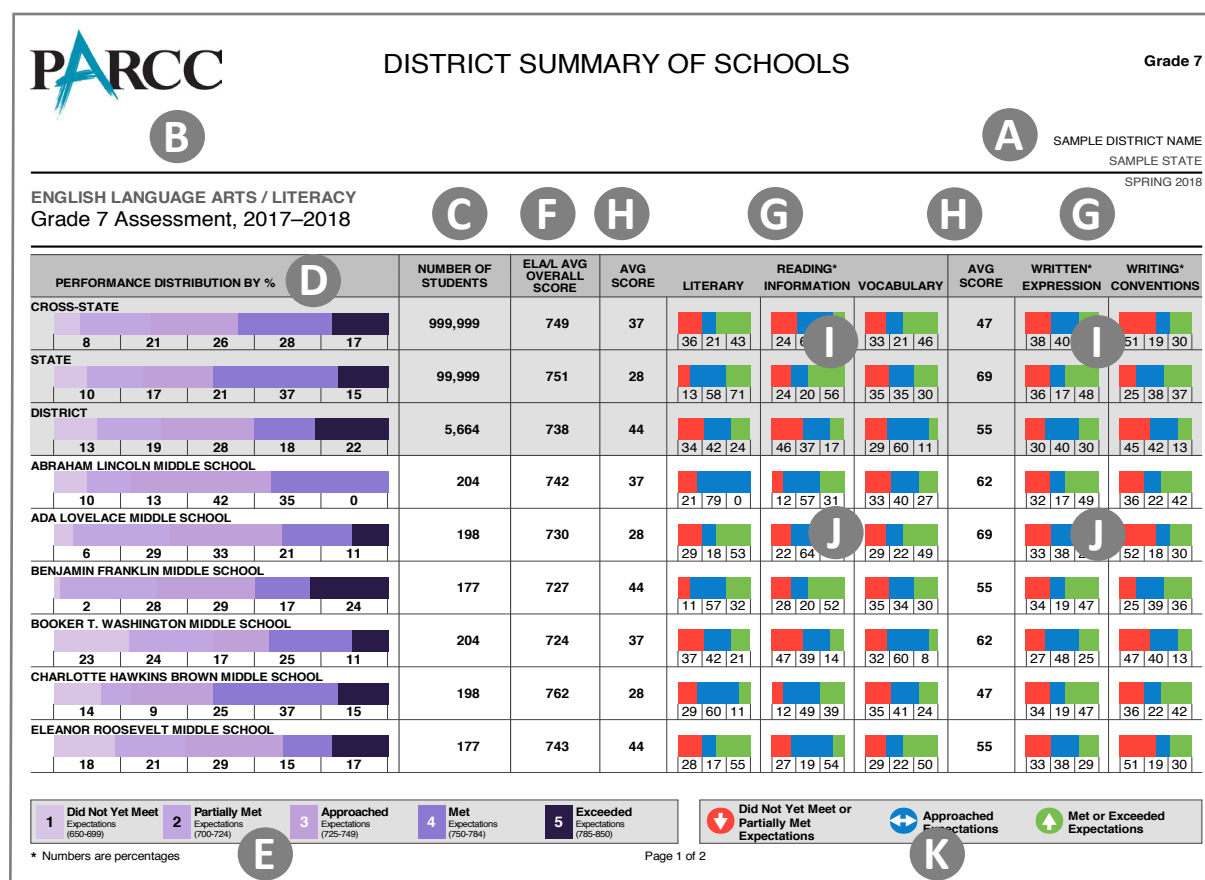 PARCC
DISTRICT SUMMARY OF SCHOOLS
Grade 7
B
A
SAMPLE DISTRICT NAME
SAMPLE STATE
SPRING 2018
ENGLISH LANGUAGE ARTS / LITERACY
Grade 7 Assessment, 2017–2018
C F H G H G
PERFORMANCE DISTRIBUTION BY % D NUMBER OF STUDENTS ELA/L AVG OVERALL SCORE AVG SCORE READING* LITERARY INFORMATION VOCABULARY AVG SCORE WRITTEN* EXPRESSION WRITING* CONVENTIONS
CROSS-STATE
999,999 749 37 47
8 21 26 28 17 36 21 43 24 I 33 21 46 38 40 I 51 19 30
STATE
99,999 751 28 69
10 17 21 37 15 13 58 71 24 20 56 35 35 30 36 17 48 25 38 37
DISTRICT
5,664 738 44 55
13 19 28 18 22 34 42 24 46 37 17 29 60 11 30 40 30 45 42 13
ABRAHAM LINCOLN MIDDLE SCHOOL
204 742 37 62
10 13 42 35 0 21 79 0 12 57 31 33 40 27 32 17 49 36 22 42
ADA LOVELACE MIDDLE SCHOOL
198 730 28 69
6 29 33 21 11 29 18 53 22 64 J 29 22 49 33 38 J 52 18 30
BENJAMIN FRANKLIN MIDDLE SCHOOL
177 727 44 55
2 28 29 17 24 11 57 32 28 20 52 35 34 30 34 19 47 25 39 36
BOOKER T. WASHINGTON MIDDLE SCHOOL
204 724 37 62
23 24 17 25 11 37 42 21 47 39 14 32 60 8 27 48 25 47 40 13
CHARLOTTE HAWKINS BROWN MIDDLE SCHOOL
198 762 28 47
14 9 25 37 15 29 60 11 12 49 39 35 41 24 34 19 47 36 22 42
ELEANOR ROOSEVELT MIDDLE SCHOOL
177 743 44 55
18 21 29 15 17 28 17 55 27 19 54 29 22 50 33 38 29 51 19 30
1 Did Not Yet Meet Expectations (650-699)
2 Partially Met Expectations (700-724)
3 Approached Expectations (725-749)
4 Met Expectations (750-784)
5 Exceeded Expectations (785-850)
Did Not Yet Meet or Partially Met Expectations
Approached Expectations
Met or Exceeded Expectations
E
K
* Numbers are percentages
Page 1 of 2